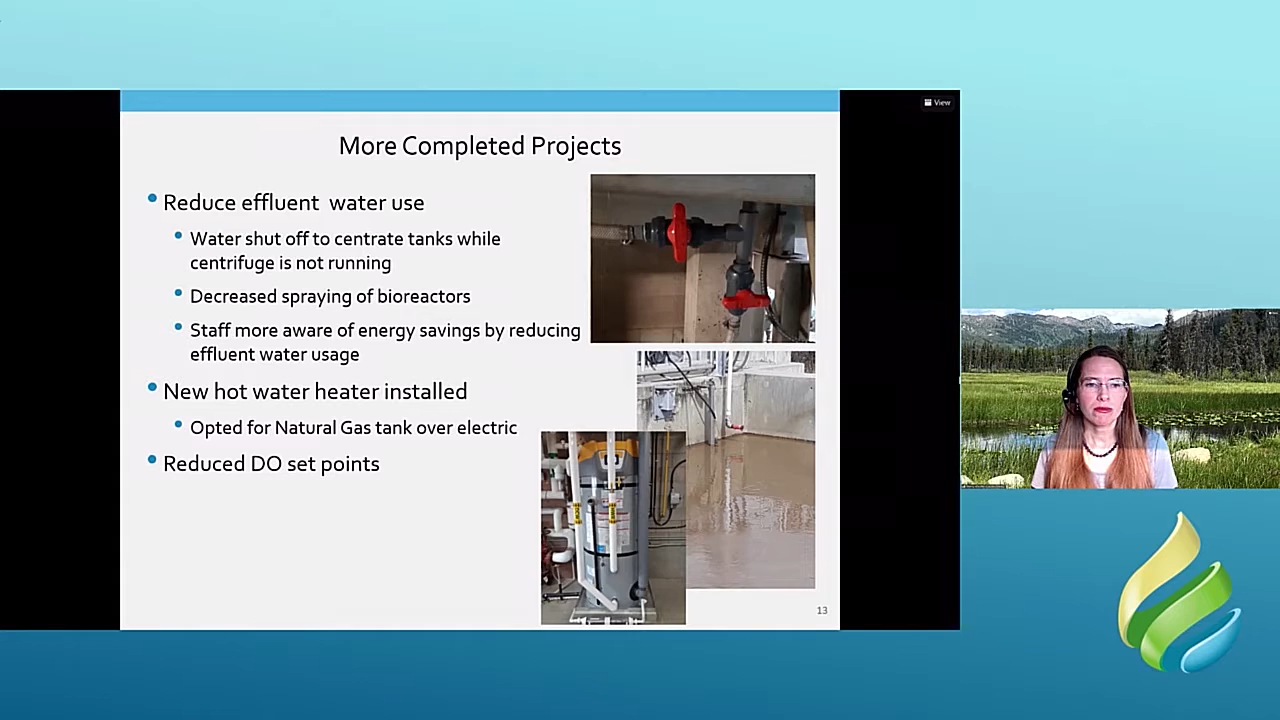 View
More Completed Projects
Reduce effluent water use
Water shut off to centrate tanks while
centrifuge is not running
Decreased spraying of bioreactors
Staff more aware of energy savings by reducing
effluent water usage
New hot water heater installed
Opted for Natural Gas tank over electric
Reduced DO set points
13